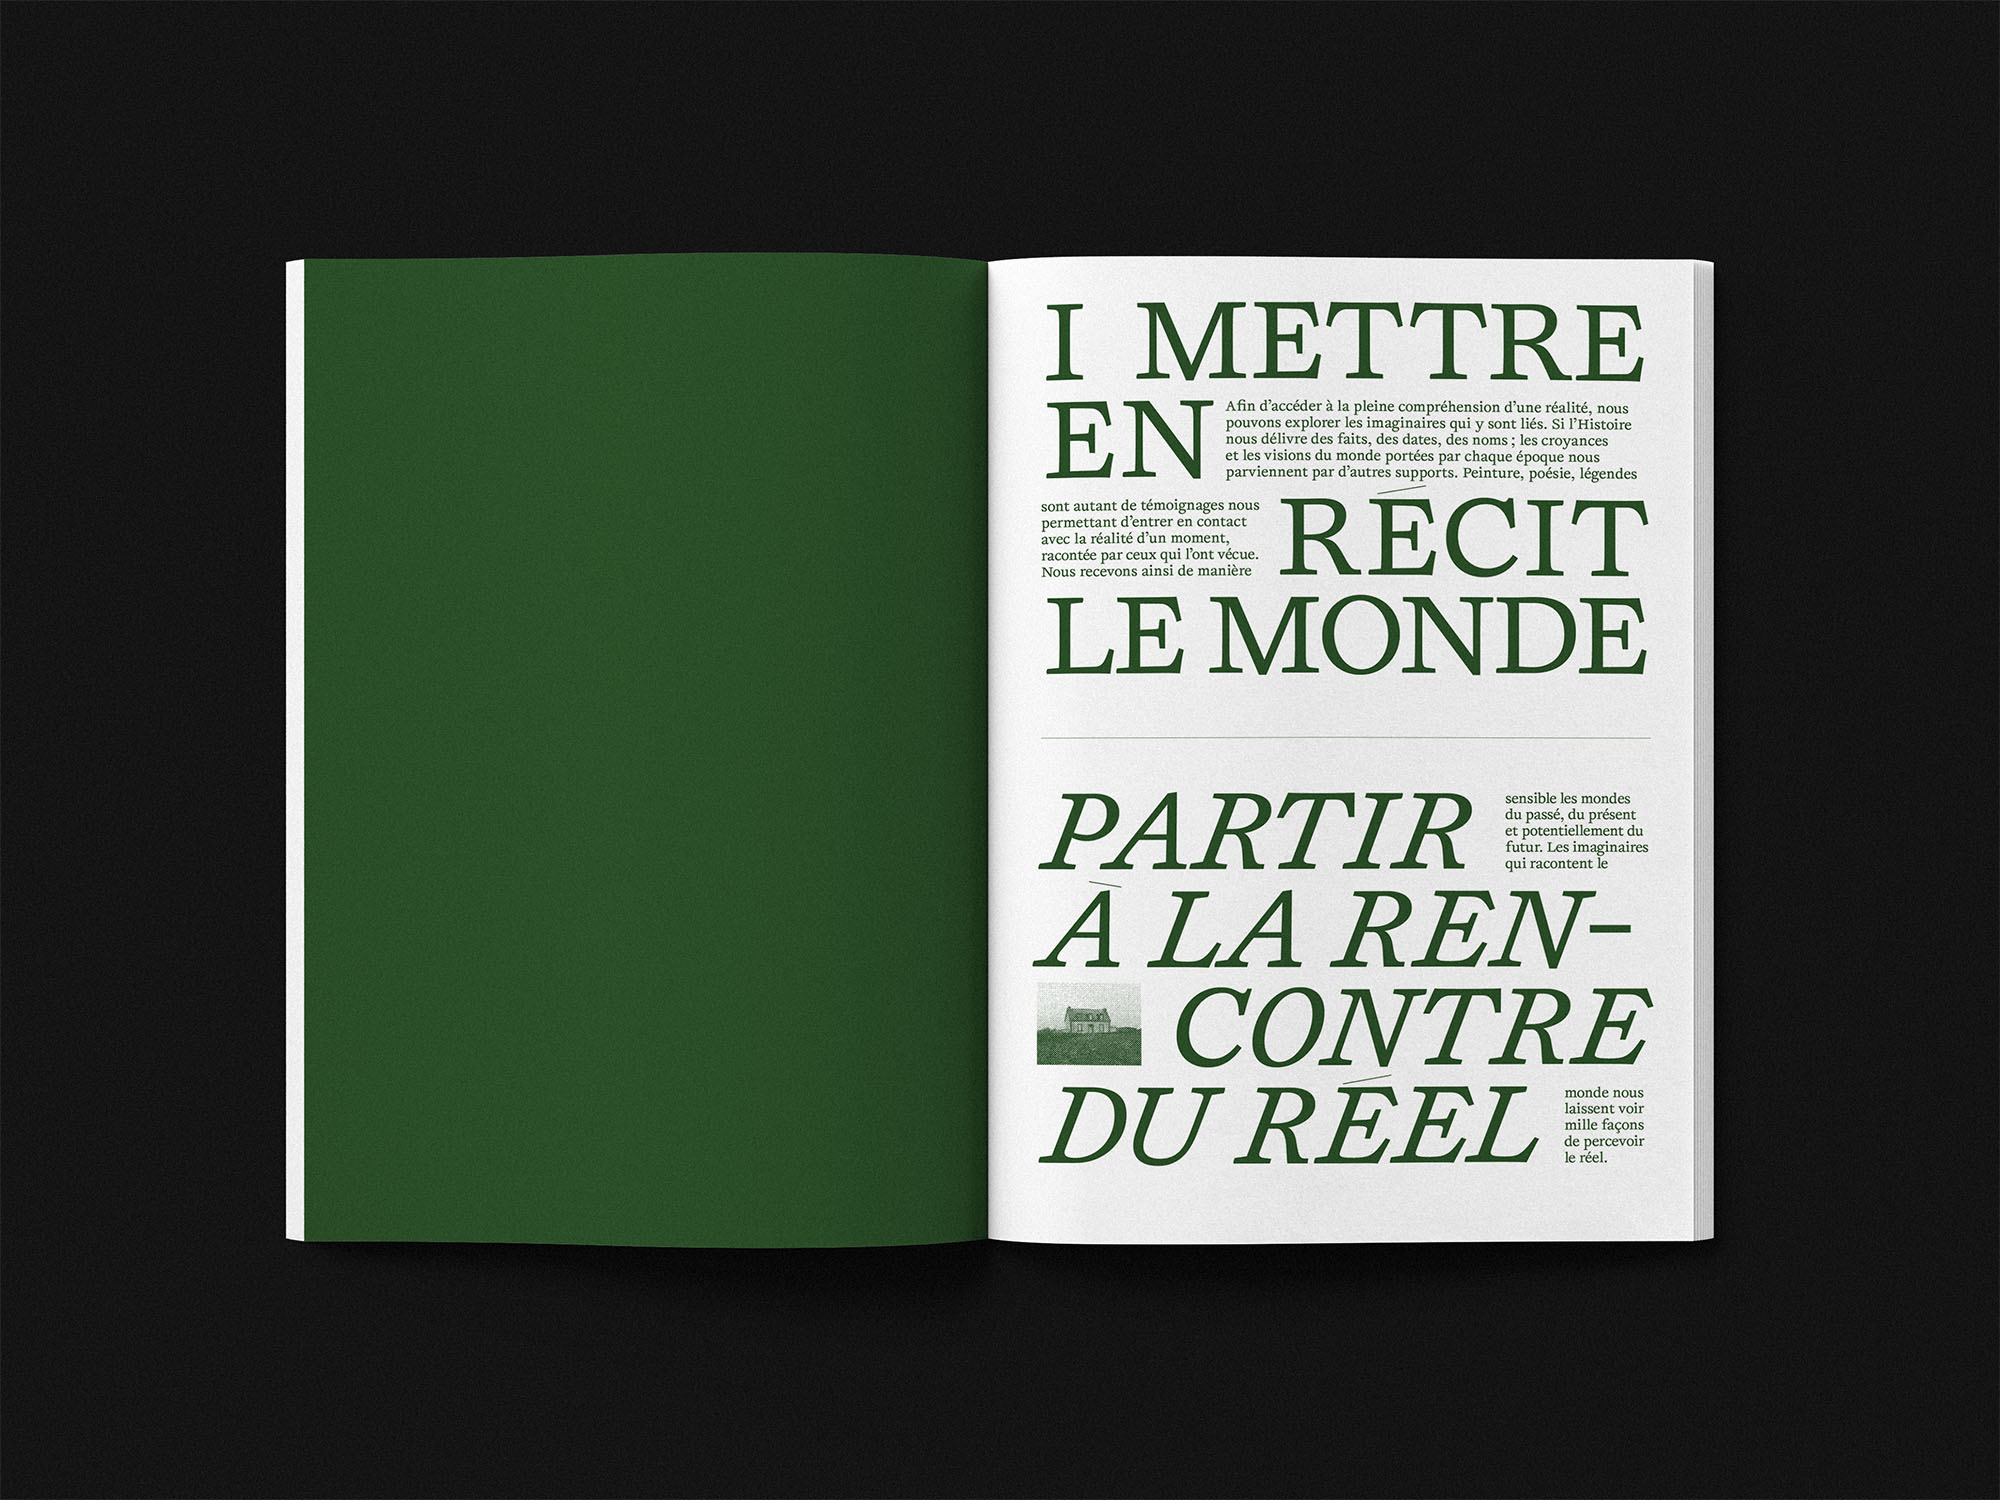 I METTRE
EN
Afin d’accéder à la pleine compréhension d’une réalité, nous
pouvons explorer les imaginaires qui y sont liés. Si l’Histoire
nous délivre des faits, des dates, des noms ; les croyances
et les visions du monde portées par chaque époque nous
parviennent par d’autres supports. Peinture, poésie, légendes
sont autant de témoignages nous
permettant d’entrer en contact
avec la réalité d’un moment,
racontée par ceux qui l’ont vécue.
Nous recevons ainsi de manière
RÉCIT
LE MONDE
PARTIR
sensible les mondes
du passé, du présent
et potentiellement du
futur. Les imaginaires
qui racontent le
À LA REN-
CONTRE
DU RÉEL
monde nous
laissent voir
mille façons
de percevoir
le réel.